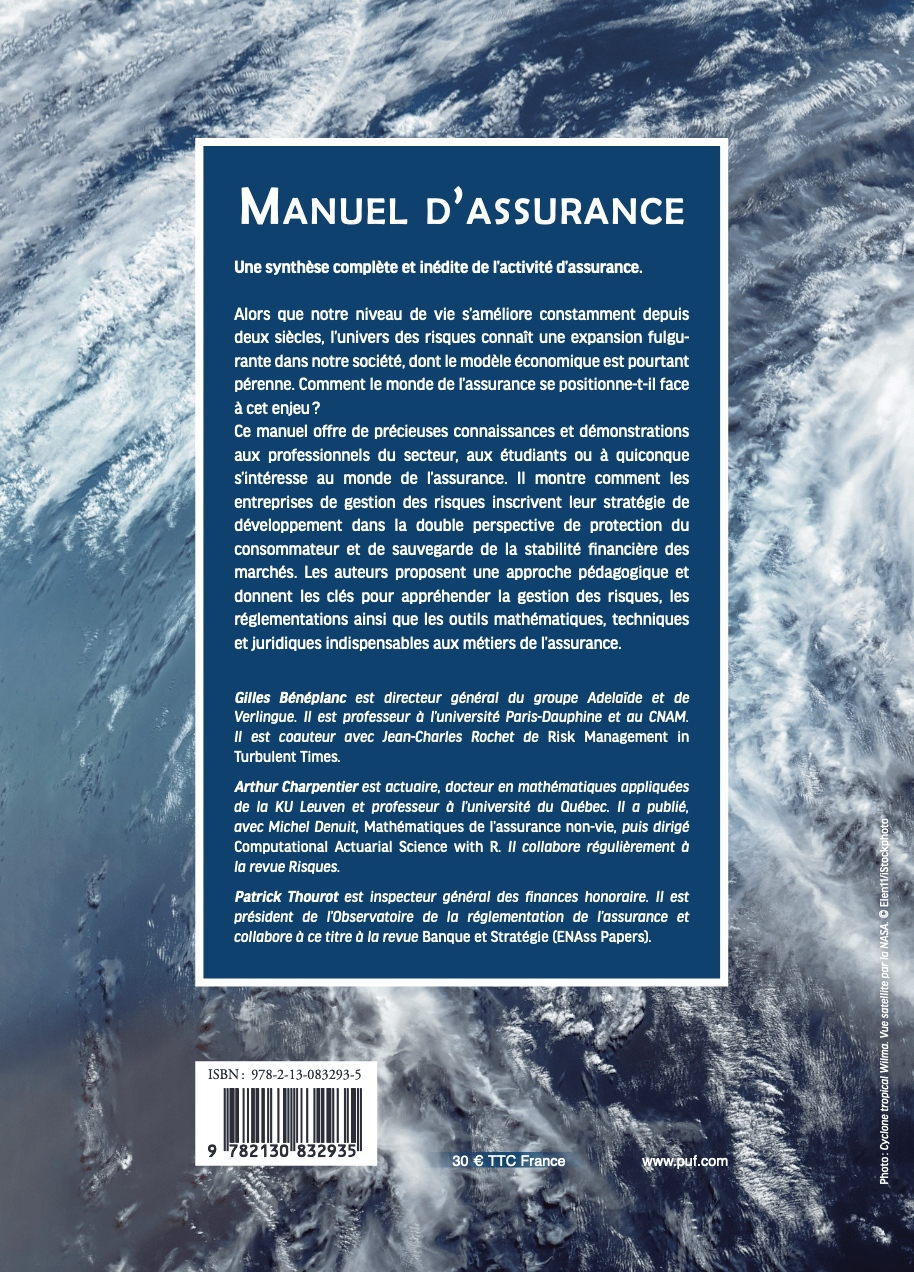 MANUEL D'ASSURANCE
Une synthèse complète et inédite de l'activité d'assurance.
Alors que notre niveau de vie s'améliore constamment depuis
deux siècles, l'univers des risques connaît une expansion fulgu-
rante dans notre société, dont le modèle économique est pourtant
pérenne. Comment le monde de l'assurance se positionne-t-il face
à cet enjeu ?
Ce manuel offre de précieuses connaissances et démonstrations
aux professionnels du secteur, aux étudiants ou à quiconque
s'intéresse au monde de l'assurance. Il montre comment les
entreprises de gestion des risques inscrivent leur stratégie de
développement dans la double perspective de protection du
consommateur et de sauvegarde de la stabilité financière des
marchés. Les auteurs proposent une approche pédagogique et
donnent les clés pour appréhender la gestion des risques, les
réglementations ainsi que les outils mathématiques, techniques
et juridiques indispensables aux métiers de l'assurance.
Gilles Bénéplanc est directeur général du groupe Adelaïde et de
Verlingue. Il est professeur à l'université Paris-Dauphine et au CNAM.
Il est coauteur avec Jean-Charles Rochet de Risk Management in
Turbulent Times.
Arthur Charpentier est actuaire, docteur en mathématiques appliquées
de la KU Leuven et professeur à l'université du Québec. Il a publié,
avec Michel Denuit, Mathématiques de l'assurance non-vie, puis dirigé
Computational Actuarial Science with R. Il collabore régulièrement à
la revue Risques.
Patrick Thourot est inspecteur général des finances honoraire. Il est
président de l'Observatoire de la réglementation de l'assurance et
collabore à ce titre à la revue Banque et Stratégie (ENAss Papers).
ISBN : 978-2-13-083293-5
9 782130 832935
30 € TTC France
www.puf.com
Photo : Cyclone tropical Wilma. Vue satellite par la NASA. © Elen11/iStockphoto